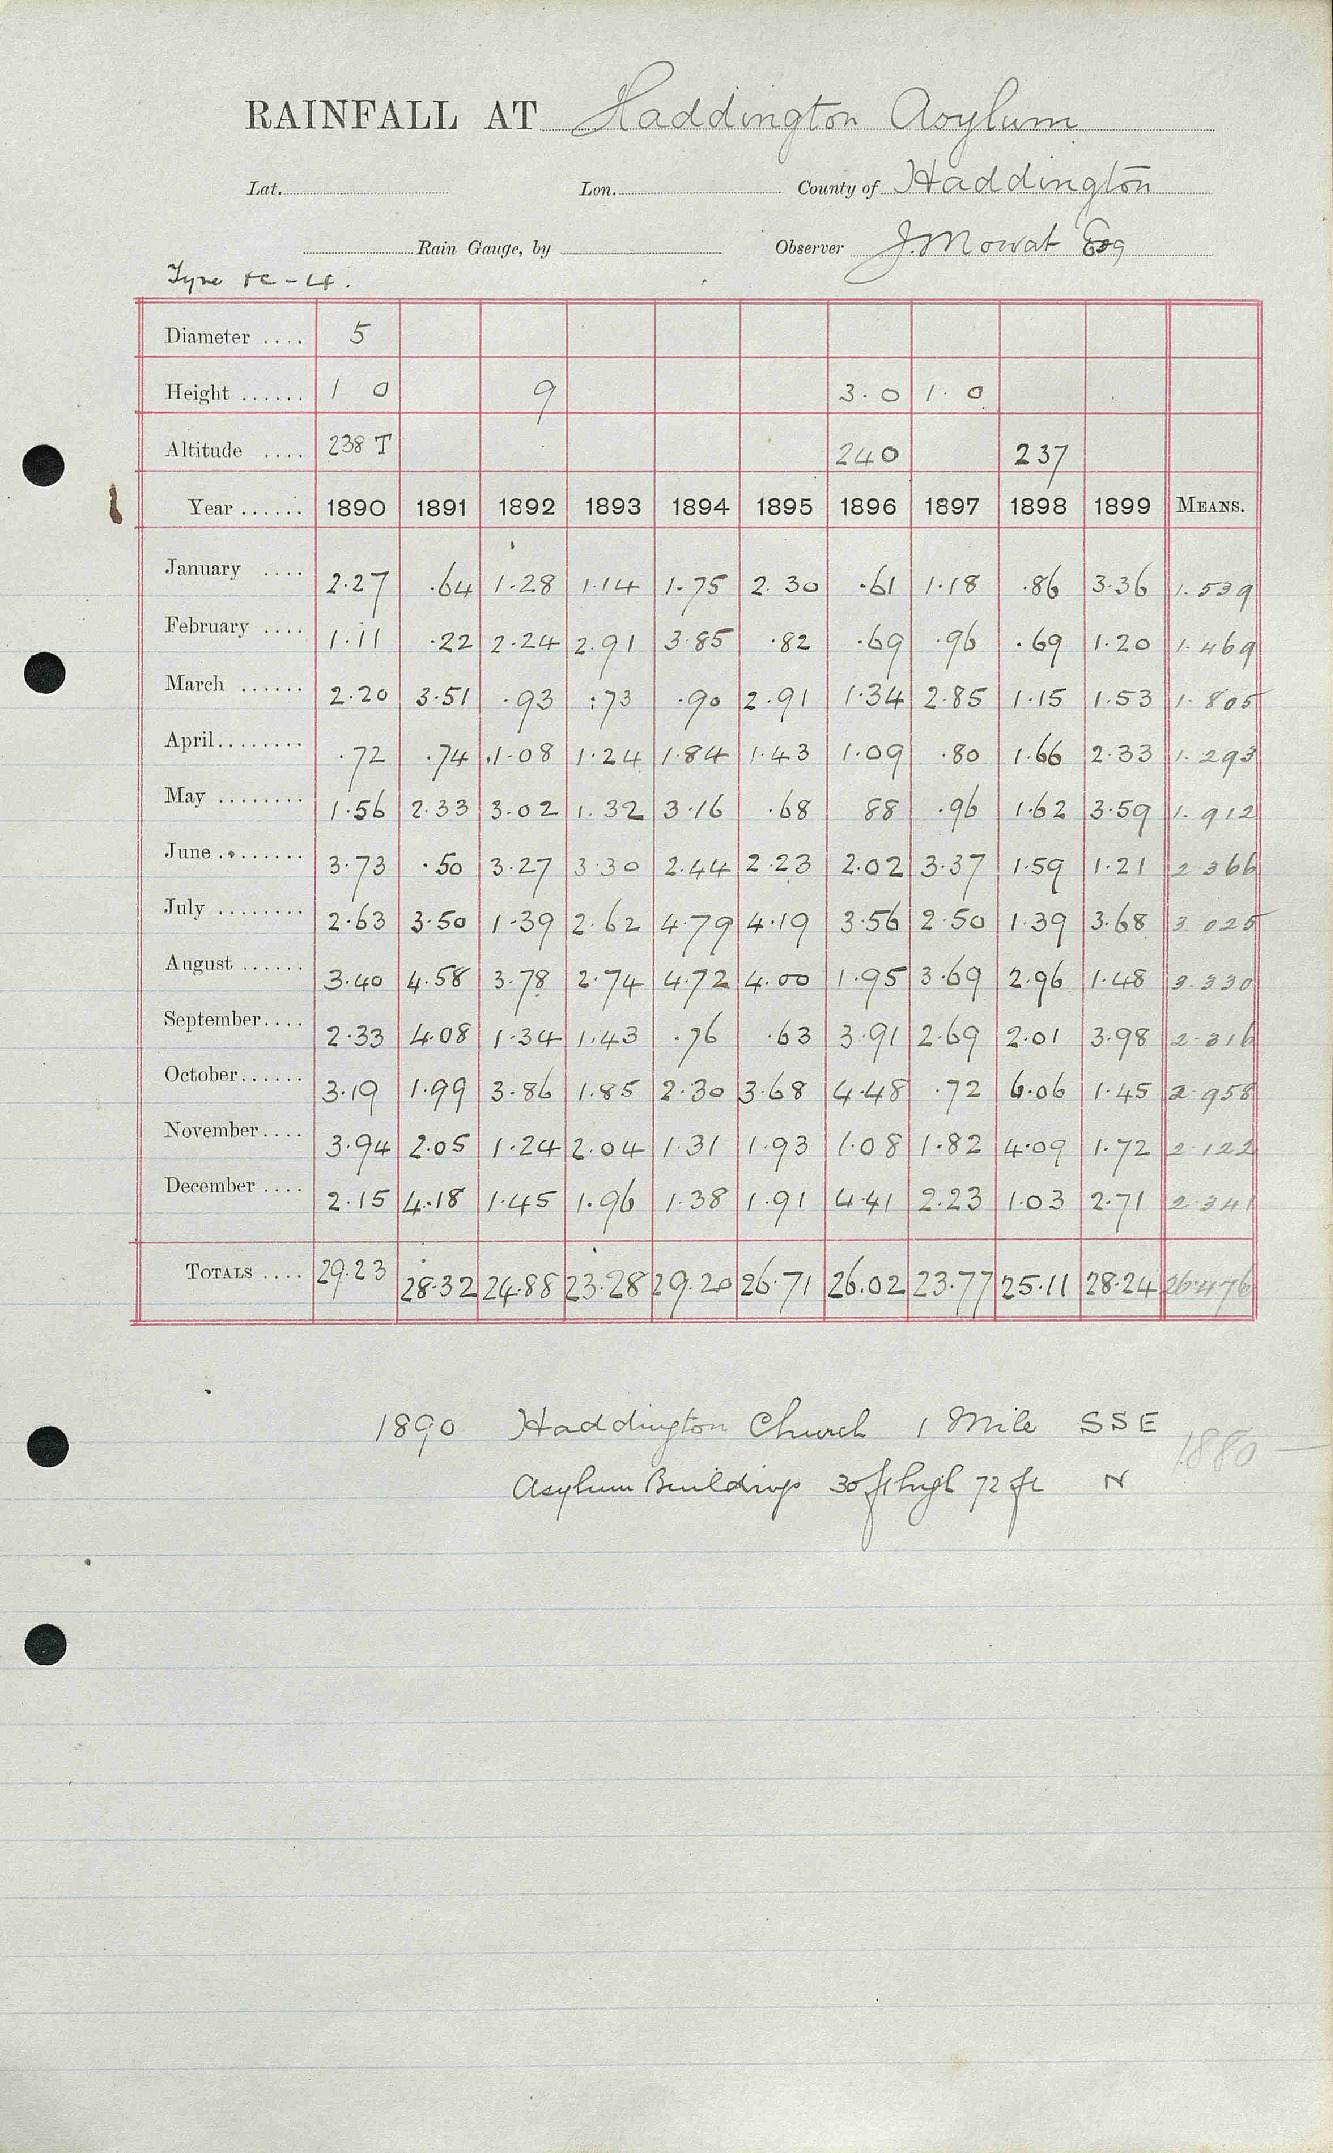 RAINFALL AT Haddington Asylum
Lat. Lon. County of Haddington
Rain Gauge, by Observer J. Mowat Esq
Diameter .... 5
Height ...... 1 0 9 3.0 1.0
Altitude .... 238 T 240 237
Year ...... 1890 1891 1892 1893 1894 1895 1896 1897 1898 1899 MEANS.
January .... 2.27 .64 1.28 1.14 1.75 2.30 .61 1.18 .86 3.36 1.539
February .... 1.11 .22 2.24 2.91 3.85 .82 .69 .96 .69 1.20 1.469
March ...... 2.20 3.51 .93 .73 .90 2.91 1.34 2.85 1.15 1.53 1.805
April........ .72 .74 1.08 1.24 1.84 1.43 1.09 .80 1.66 2.33 1.293
May ........ 1.56 2.33 3.02 1.32 3.16 .68 88 .96 1.62 3.59 1.912
June ........ 3.73 .50 3.27 3.30 2.44 2.23 2.02 3.37 1.59 1.21 2.366
July ........ 2.63 3.50 1.39 2.62 4.79 4.19 3.56 2.50 1.39 3.68 3.025
August ...... 3.40 4.58 3.78 2.74 4.72 4.00 1.95 3.69 2.96 1.48 3.330
September.... 2.33 4.08 1.34 1.43 .76 .63 3.91 2.69 2.01 3.98 2.316
October...... 3.19 1.99 3.86 1.85 2.30 3.68 4.48 .72 6.06 1.45 2.958
November.... 3.94 2.05 1.24 2.04 1.31 1.93 1.08 1.82 4.09 1.72 2.122
December .... 2.15 4.18 1.45 1.96 1.38 1.91 4.41 2.23 1.03 2.71 2.341
TOTALS .... 29.23 28.32 24.88 23.28 29.20 26.71 26.02 23.77 25.11 28.24 26.476
1890 Haddington Church 1 Mile SSE
1880 —
Asylum Buildings 30 ft high 72 ft N